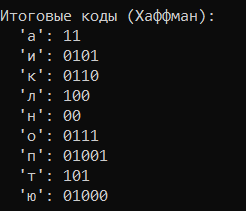 Итоговые коды (Хаффман):
'а': 11
'и': 0101
'к': 0110
'л': 100
'н': 00
'о': 0111
'п': 01001
'т': 101
'ю': 01000